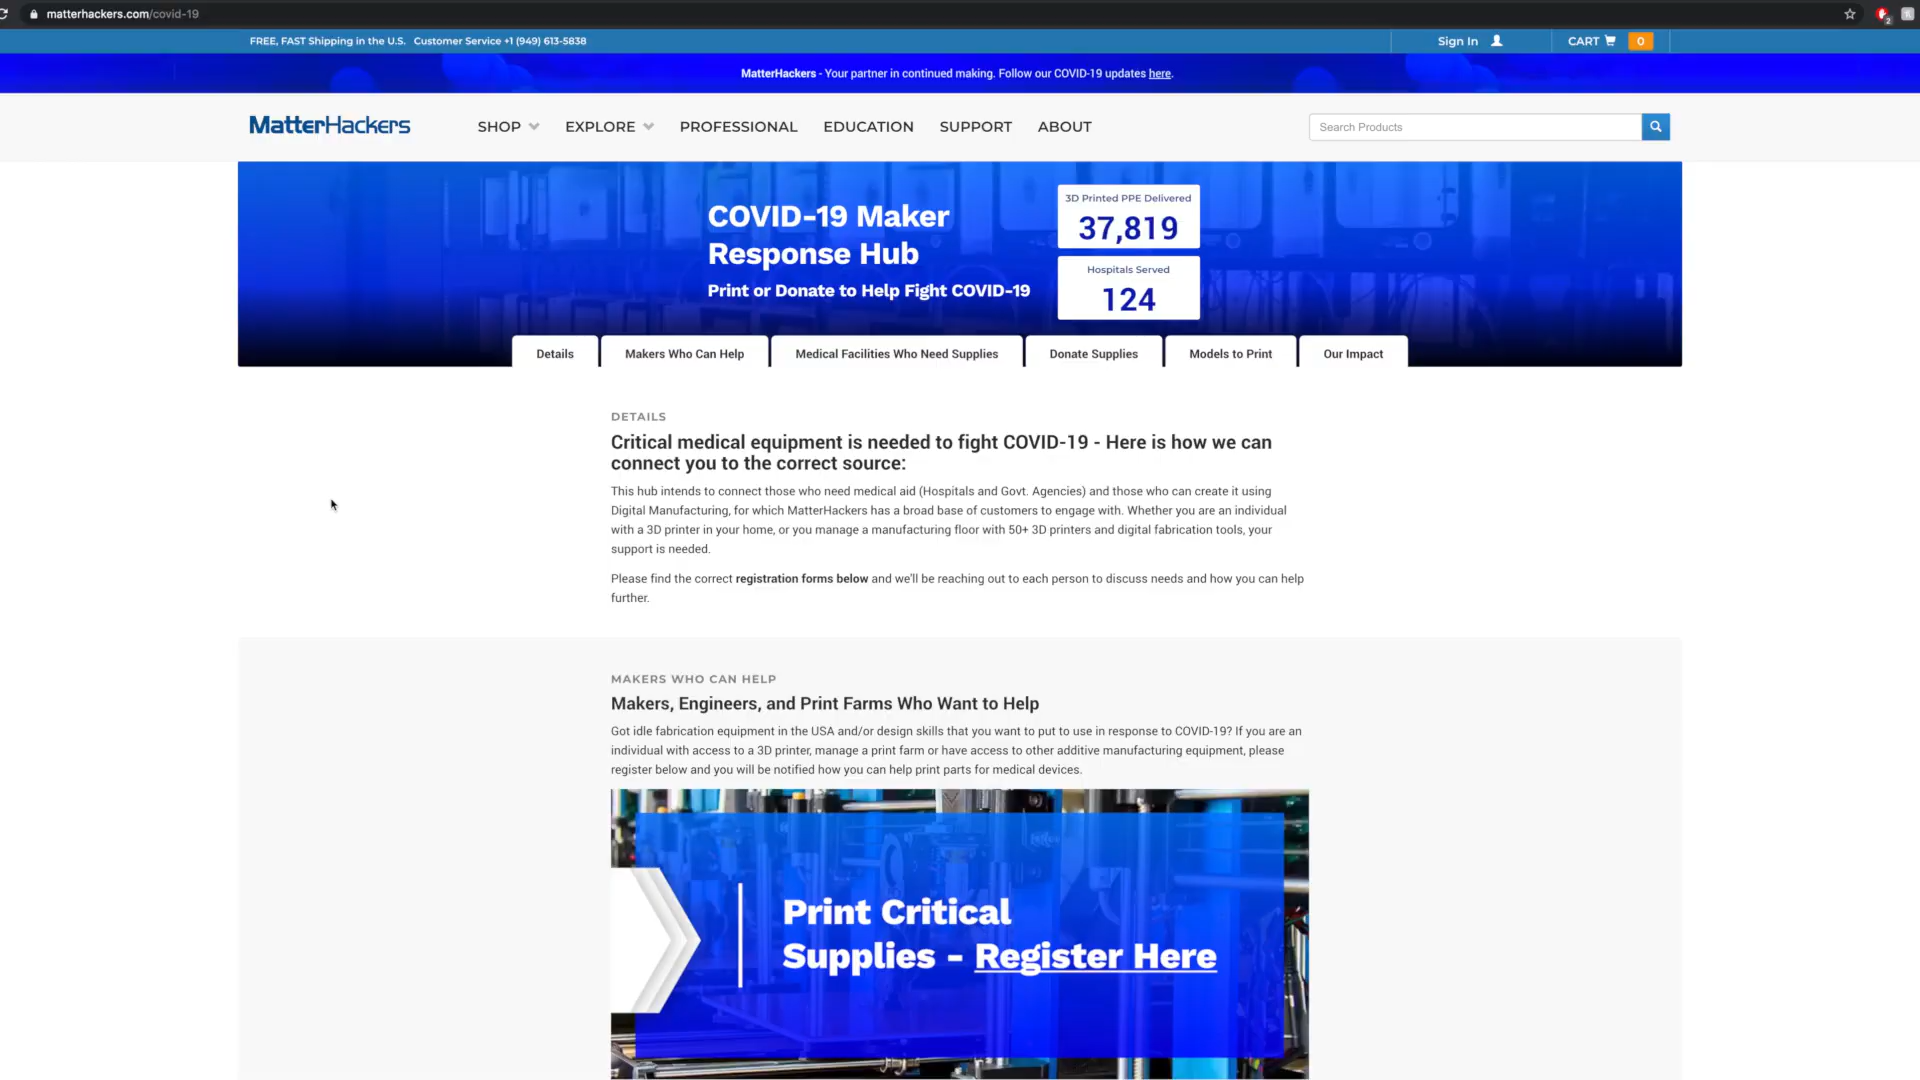 matterhackers.com/covid-19
2
FREE, FAST Shipping in the U.S. Customer Service +1 (949) 613-5838
Sign In
CART 0
MatterHackers - Your partner in continued making. Follow our COVID-19 updates here.
MatterHackers
SHOP EXPLORE PROFESSIONAL EDUCATION SUPPORT ABOUT
Search Products
COVID-19 Maker
Response Hub
Print or Donate to Help Fight COVID-19
3D Printed PPE Delivered
37,819
Hospitals Served
124
Details Makers Who Can Help Medical Facilities Who Need Supplies Donate Supplies Models to Print Our Impact
DETAILS
Critical medical equipment is needed to fight COVID-19 - Here is how we can
connect you to the correct source:
This hub intends to connect those who need medical aid (Hospitals and Govt. Agencies) and those who can create it using
Digital Manufacturing, for which MatterHackers has a broad base of customers to engage with. Whether you are an individual
with a 3D printer in your home, or you manage a manufacturing floor with 50+ 3D printers and digital fabrication tools, your
support is needed.
Please find the correct registration forms below and we'll be reaching out to each person to discuss needs and how you can help
further.
MAKERS WHO CAN HELP
Makers, Engineers, and Print Farms Who Want to Help
Got idle fabrication equipment in the USA and/or design skills that you want to put to use in response to COVID-19? If you are an
individual with access to a 3D printer, manage a print farm or have access to other additive manufacturing equipment, please
register below and you will be notified how you can help print parts for medical devices.
Print Critical
Supplies - Register Here